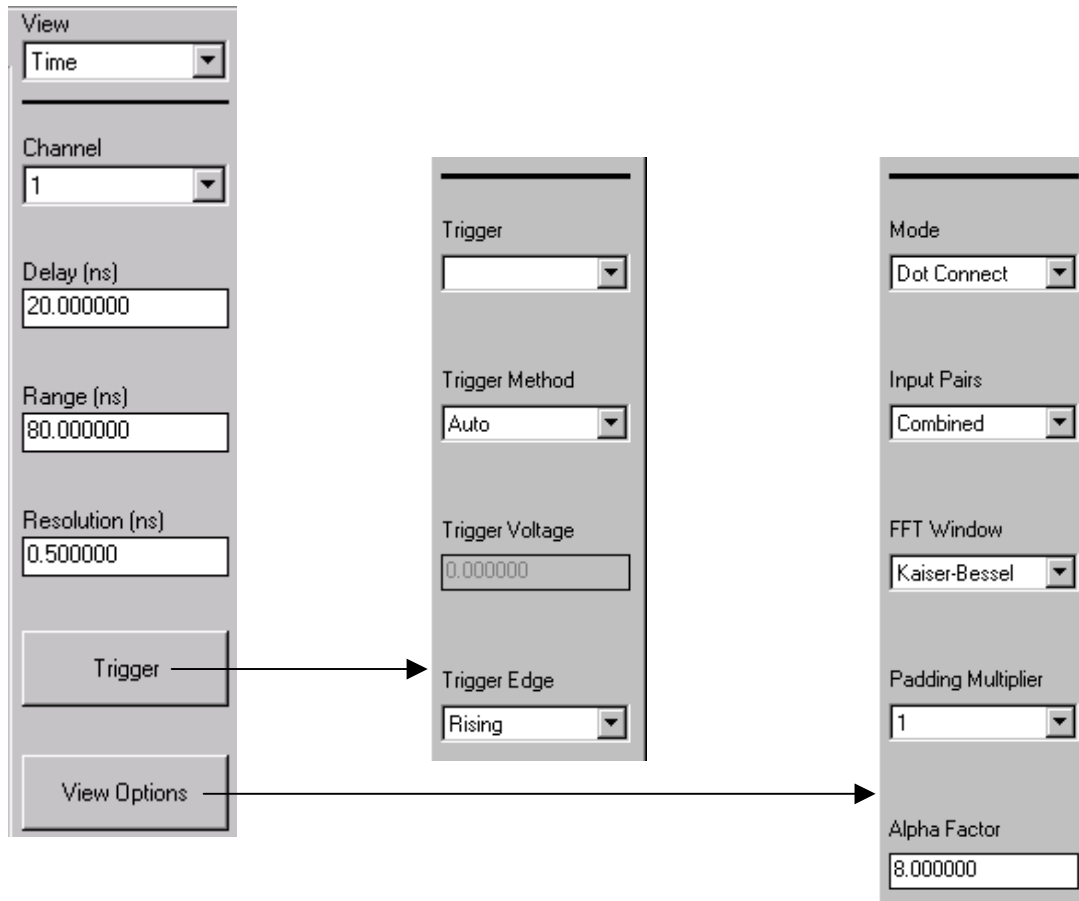 View
Time
Channel
1
Delay (ns)
20.000000
Range (ns)
80.000000
Resolution (ns)
0.500000
Trigger
View Options
Trigger
Trigger Method
Auto
Trigger Voltage
0.000000
Trigger Edge
Rising
Mode
Dot Connect
Input Pairs
Combined
FFT Window
Kaiser-Bessel
Padding Multiplier
1
Alpha Factor
8.000000